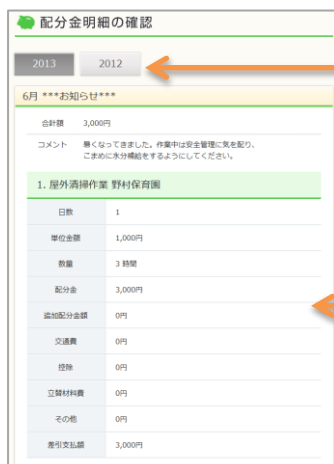 配分金明細の確認
2013 2012
6月 ***お知らせ***
合計額 3,000円
コメント 暑くなってきました。作業中は安全管理に気を配り、
こまめに水分補給をするようにしてください。
1. 屋外清掃作業 野村保育園
日数 1
単位金額 1,000円
数量 3 時間
配分金 3,000円
追加配分金額 0円
交通費 0円
控除 0円
立替材料費 0円
その他 0円
差引支払額 3,000円